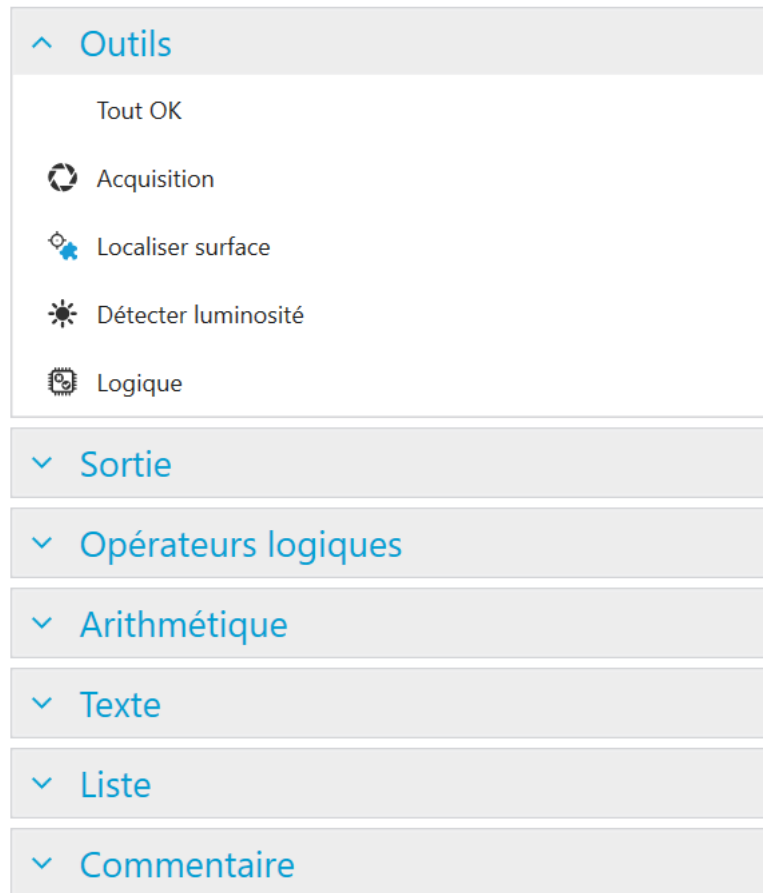 Outils
Tout OK
Acquisition
Localiser surface
Détecter luminosité
Logique
Sortie
Opérateurs logiques
Arithmétique
Texte
Liste
Commentaire